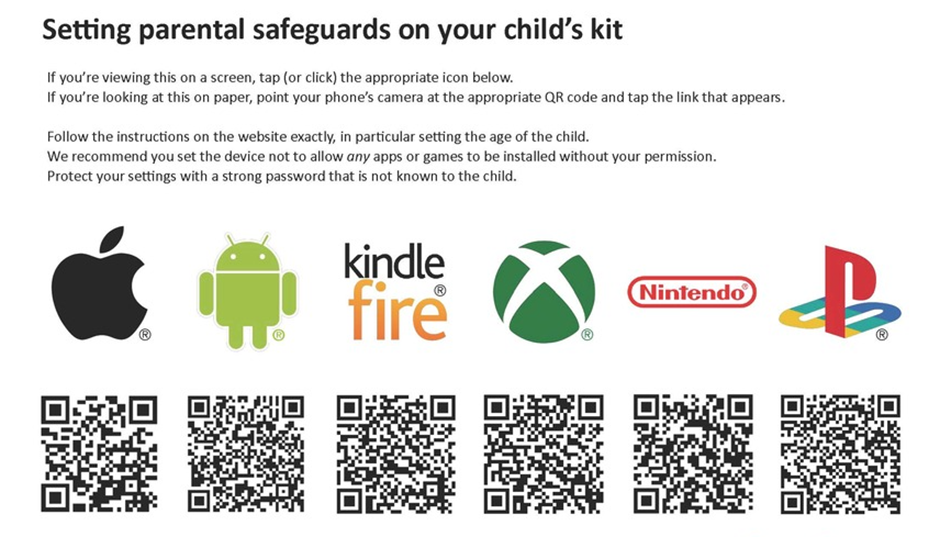 Setting parental safeguards on your child's kit
If you're viewing this on a screen, tap (or click) the appropriate icon below.
If you're looking at this on paper, point your phone's camera at the appropriate QR code and tap the link that appears.
Follow the instructions on the website exactly, in particular setting the age of the child.
We recommend you set the device not to allow any apps or games to be installed without your permission.
Protect your settings with a strong password that is not known to the child.
®
®
kindle
fire®
®
Nintendo®
®